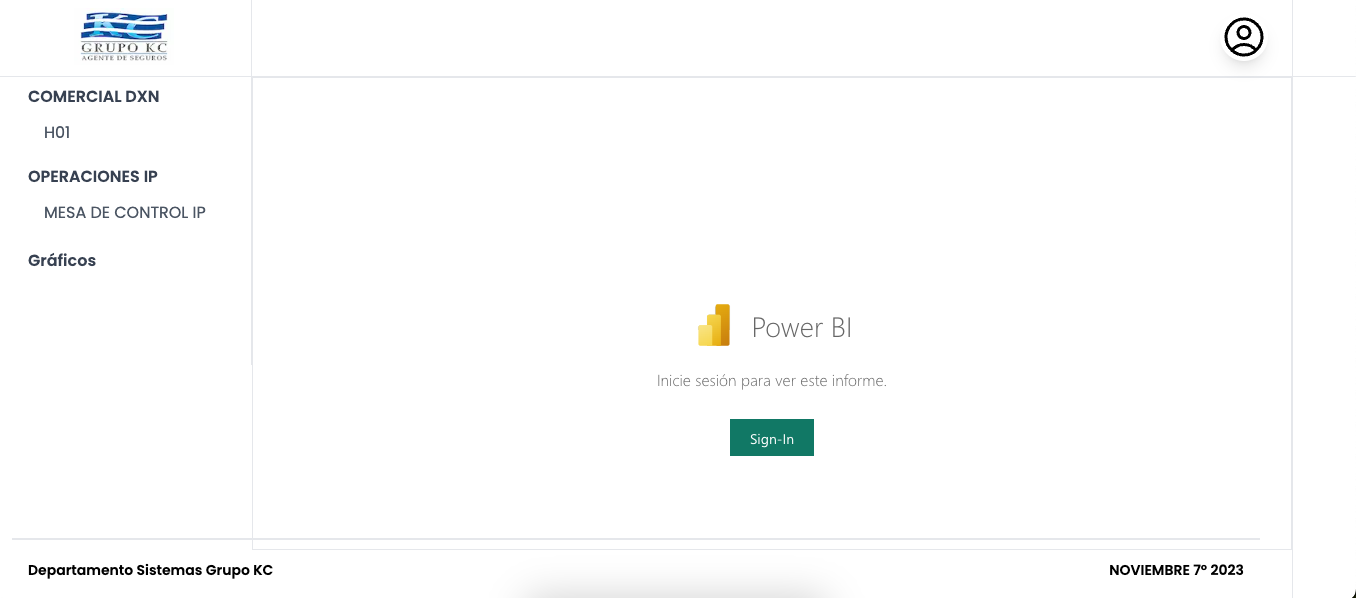 KC
GRUPO KC
AGENTE DE SEGUROS
COMERCIAL DXN
H01
OPERACIONES IP
MESA DE CONTROL IP
Gráficos
Power BI
Inicie sesión para ver este informe.
Sign-In
Departamento Sistemas Grupo KC
NOVIEMBRE 7º 2023